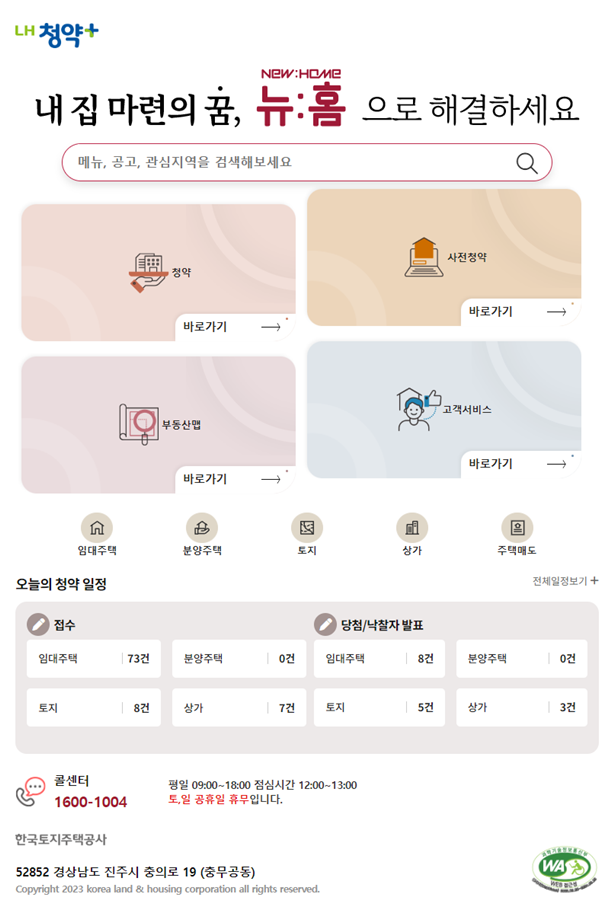 LH 청약+
NEW:HOME
내 집 마련의 꿈, 뉴:홈 으로 해결하세요
메뉴, 공고, 관심지역을 검색해보세요
청약
바로가기
사전청약
바로가기
부동산맵
바로가기
고객서비스
바로가기
임대주택 분양주택 토지 상가 주택매도
오늘의 청약 일정 전체일정보기 +
접수
임대주택 73건 분양주택 0건
토지 8건 상가 7건
당첨/낙찰자 발표
임대주택 8건 분양주택 0건
토지 5건 상가 3건
콜센터
1600-1004
평일 09:00~18:00 점심시간 12:00~13:00
토,일 공휴일 휴무입니다.
한국토지주택공사
52852 경상남도 진주시 충의로 19 (충무공동)
Copyright 2023 korea land & housing corporation all rights reserved.
WA
WEB 접근성